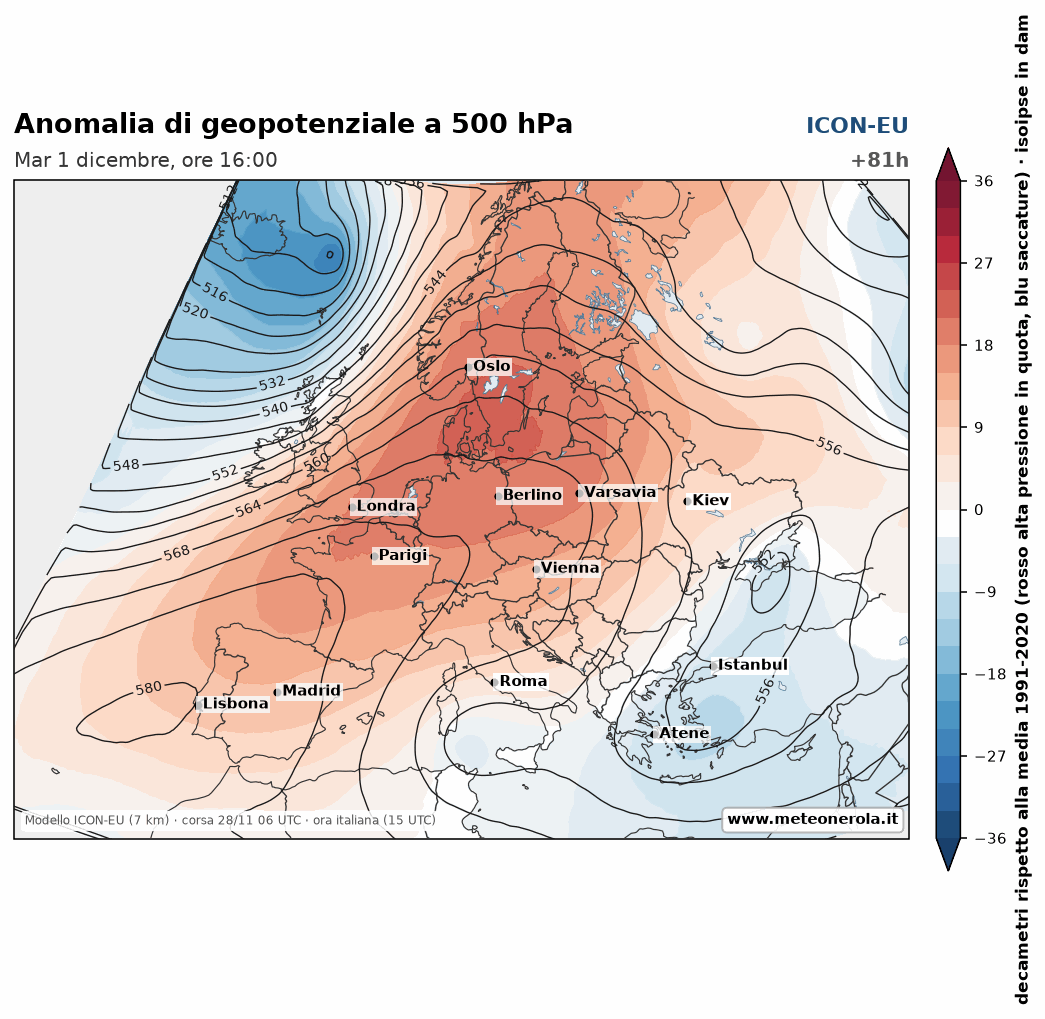 Anomalia di geopotenziale a 500 hPa
ICON-EU
Mar 1 dicembre, ore 16:00
+81h
512
516
520
532
540
544
548
552
560
564
568
556
552
556
580
Oslo
Londra
Berlino
Varsavia
Kiev
Parigi
Vienna
Istanbul
Roma
Madrid
Lisbona
Atene
Modello ICON-EU (7 km) · corsa 28/11 06 UTC · ora italiana (15 UTC)
www.meteonerola.it
36
27
18
9
0
−9
−18
−27
−36
decametri rispetto alla media 1991-2020 (rosso alta pressione in quota, blu saccature) · isoipse in dam